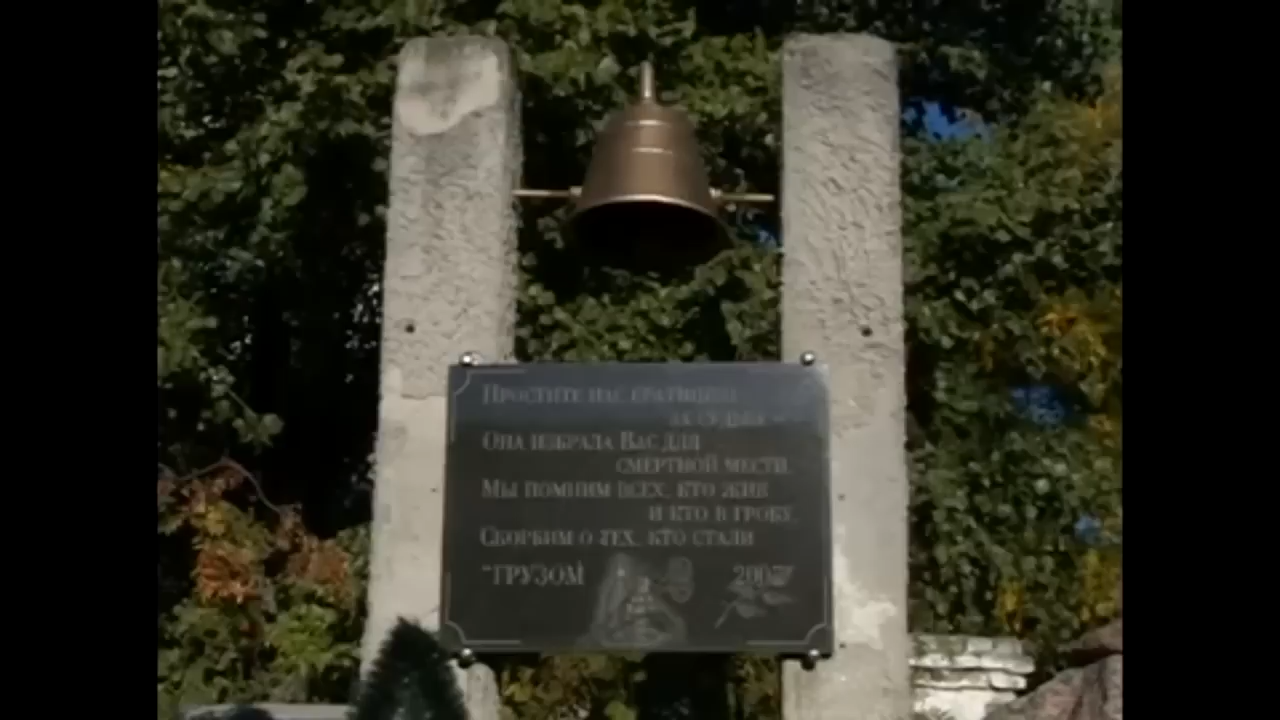 Простите нас братишки
за судьбу
Она избрала Вас для
смертной мести.
Мы помним всех, кто жив
и кто в гробу,
Скорбим о тех, кто стали
"ГРУЗОМ 200"